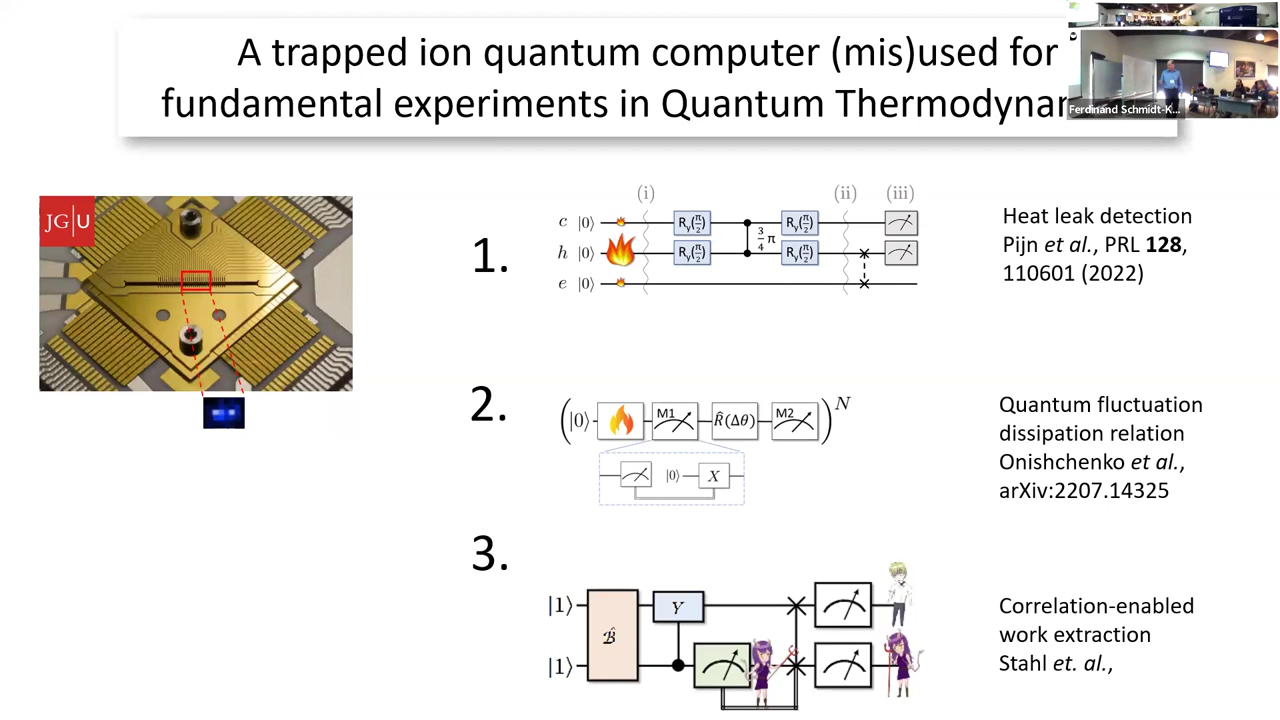 A trapped ion quantum computer (mis)used for
fundamental experiments in Quantum
Ferdinand Schmidt-K...
JG|U
1.
(i) (ii) (iii)
c |0⟩ R_y(π/2) R_y(π/2)
3/4 π
h |0⟩ R_y(π/2) R_y(π/2)
e |0⟩
Heat leak detection
Pijn et al., PRL 128,
110601 (2022)
2.
(|0⟩ M1 R̂(Δθ) M2)^N
|0⟩ X
Quantum fluctuation
dissipation relation
Onishchenko et al.,
arXiv:2207.14325
3.
|1⟩ Y
B̂
|1⟩
Correlation-enabled
work extraction
Stahl et. al.,